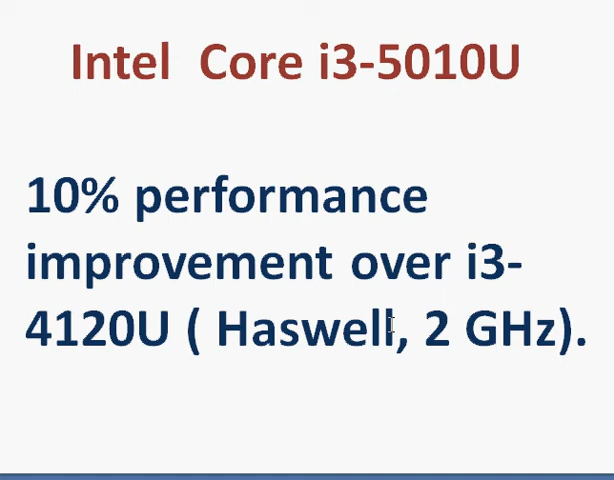 Intel Core i3-5010U
10% performance
improvement over i3-
4120U ( Haswell, 2 GHz).